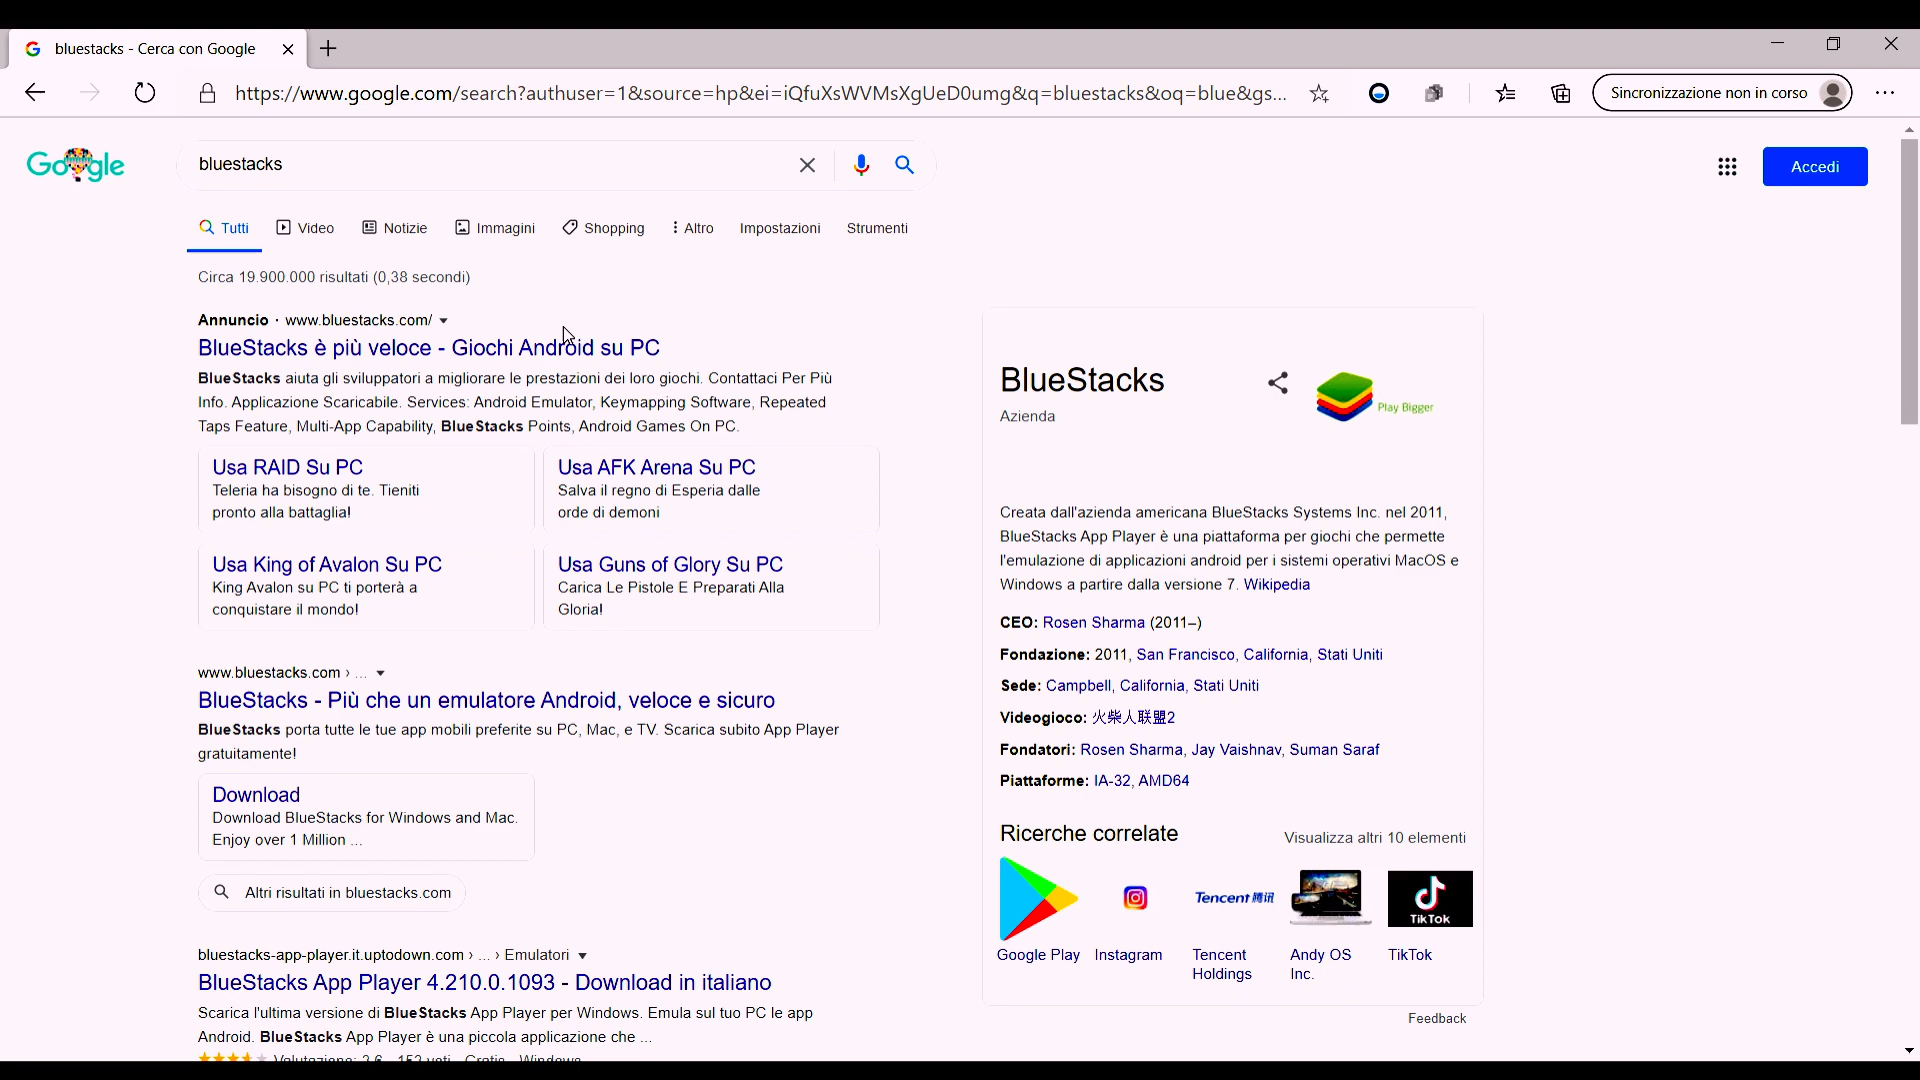 bluestacks - Cerca con Google
https://www.google.com/search?authuser=1&source=hp&ei=iQfuXsWVMsXgUeD0umg&q=bluestacks&oq=blue&gs...
Sincronizzazione non in corso
Google
bluestacks
Accedi
Tutti Video Notizie Immagini Shopping Altro Impostazioni Strumenti
Circa 19.900.000 risultati (0,38 secondi)
Annuncio · www.bluestacks.com/
BlueStacks è più veloce - Giochi Android su PC
BlueStacks aiuta gli sviluppatori a migliorare le prestazioni dei loro giochi. Contattaci Per Più
Info. Applicazione Scaricabile. Services: Android Emulator, Keymapping Software, Repeated
Taps Feature, Multi-App Capability, BlueStacks Points, Android Games On PC.
Usa RAID Su PC
Teleria ha bisogno di te. Tieniti
pronto alla battaglia!
Usa AFK Arena Su PC
Salva il regno di Esperia dalle
orde di demoni
Usa King of Avalon Su PC
King Avalon su PC ti porterà a
conquistare il mondo!
Usa Guns of Glory Su PC
Carica Le Pistole E Preparati Alla
Gloria!
www.bluestacks.com › ...
BlueStacks - Più che un emulatore Android, veloce e sicuro
BlueStacks porta tutte le tue app mobili preferite su PC, Mac, e TV. Scarica subito App Player
gratuitamente!
Download
Download BlueStacks for Windows and Mac.
Enjoy over 1 Million ...
Altri risultati in bluestacks.com
bluestacks-app-player.it.uptodown.com › ... › Emulatori
BlueStacks App Player 4.210.0.1093 - Download in italiano
Scarica l'ultima versione di BlueStacks App Player per Windows. Emula sul tuo PC le app
Android. BlueStacks App Player è una piccola applicazione che ...
Valutazione: 3,6 - 153 voti - Gratis - Windows
BlueStacks
Azienda
Play Bigger
Creata dall'azienda americana BlueStacks Systems Inc. nel 2011,
BlueStacks App Player è una piattaforma per giochi che permette
l'emulazione di applicazioni android per i sistemi operativi MacOS e
Windows a partire dalla versione 7. Wikipedia
CEO: Rosen Sharma (2011–)
Fondazione: 2011, San Francisco, California, Stati Uniti
Sede: Campbell, California, Stati Uniti
Videogioco: 火柴人联盟2
Fondatori: Rosen Sharma, Jay Vaishnav, Suman Saraf
Piattaforme: IA-32, AMD64
Ricerche correlate
Visualizza altri 10 elementi
Tencent 腾讯
TikTok
Google Play
Instagram
Tencent
Holdings
Andy OS
Inc.
TikTok
Feedback